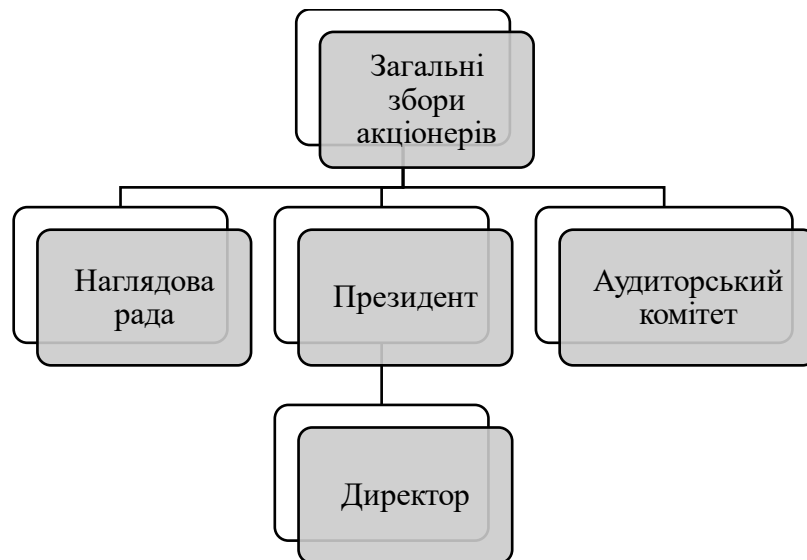 Загальні
збори
акціонерів
Наглядова
рада
Президент
Аудиторський
комітет
Директор